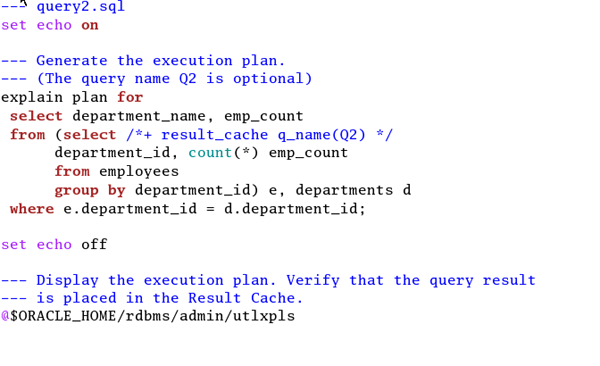 --- query2.sql
set echo on
--- Generate the execution plan.
--- (The query name Q2 is optional)
explain plan for
select department_name, emp_count
from (select /*+ result_cache q_name(Q2) */
department_id, count(*) emp_count
from employees
group by department_id) e, departments d
where e.department_id = d.department_id;
set echo off
--- Display the execution plan. Verify that the query result
--- is placed in the Result Cache.
@$ORACLE_HOME/rdbms/admin/utlxpls